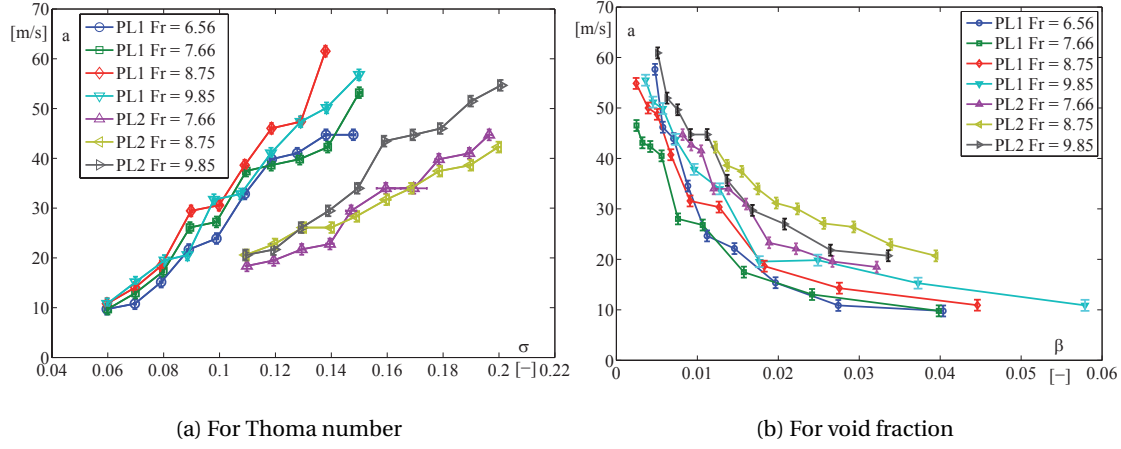 70
[m/s]
60
50
40
30
20
10
0
a
PL1 Fr = 6.56
PL1 Fr = 7.66
PL1 Fr = 8.75
PL1 Fr = 9.85
PL2 Fr = 7.66
PL2 Fr = 8.75
PL2 Fr = 9.85
σ
[−]
0.04 0.06 0.08 0.1 0.12 0.14 0.16 0.18 0.2 0.22
(a) For Thoma number
70
[m/s]
60
50
40
30
20
10
0
a
PL1 Fr = 6.56
PL1 Fr = 7.66
PL1 Fr = 8.75
PL1 Fr = 9.85
PL2 Fr = 7.66
PL2 Fr = 8.75
PL2 Fr = 9.85
β
[−]
0 0.01 0.02 0.03 0.04 0.05 0.06
(b) For void fraction